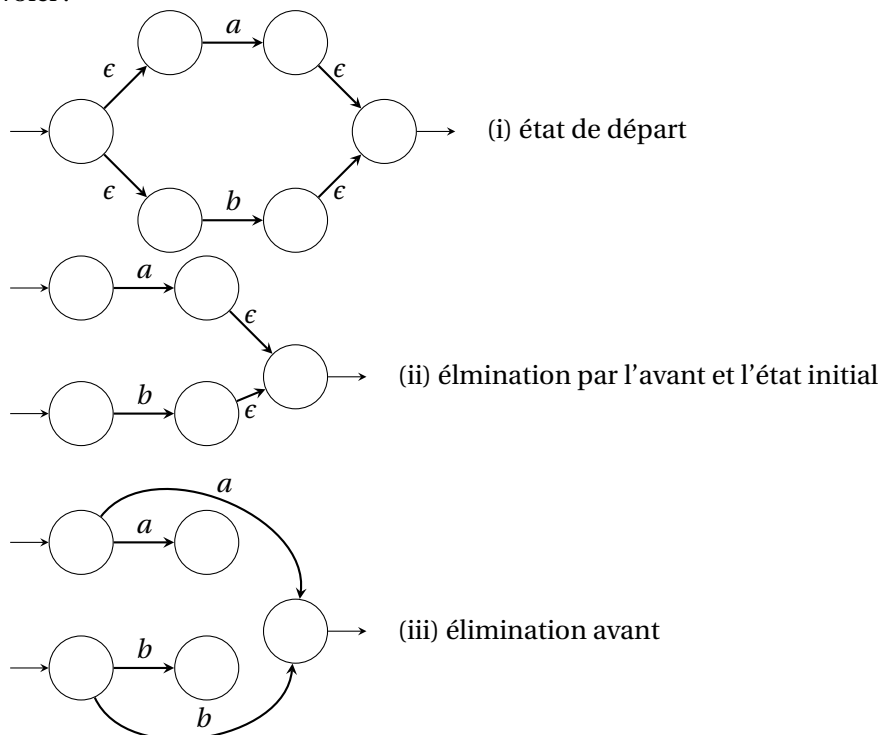 a
ϵ
ϵ
(i) état de départ
ϵ
ϵ
b
a
ϵ
(ii) élmination par l'avant et l'état initial
b
ϵ
a
a
(iii) élimination avant
b
b